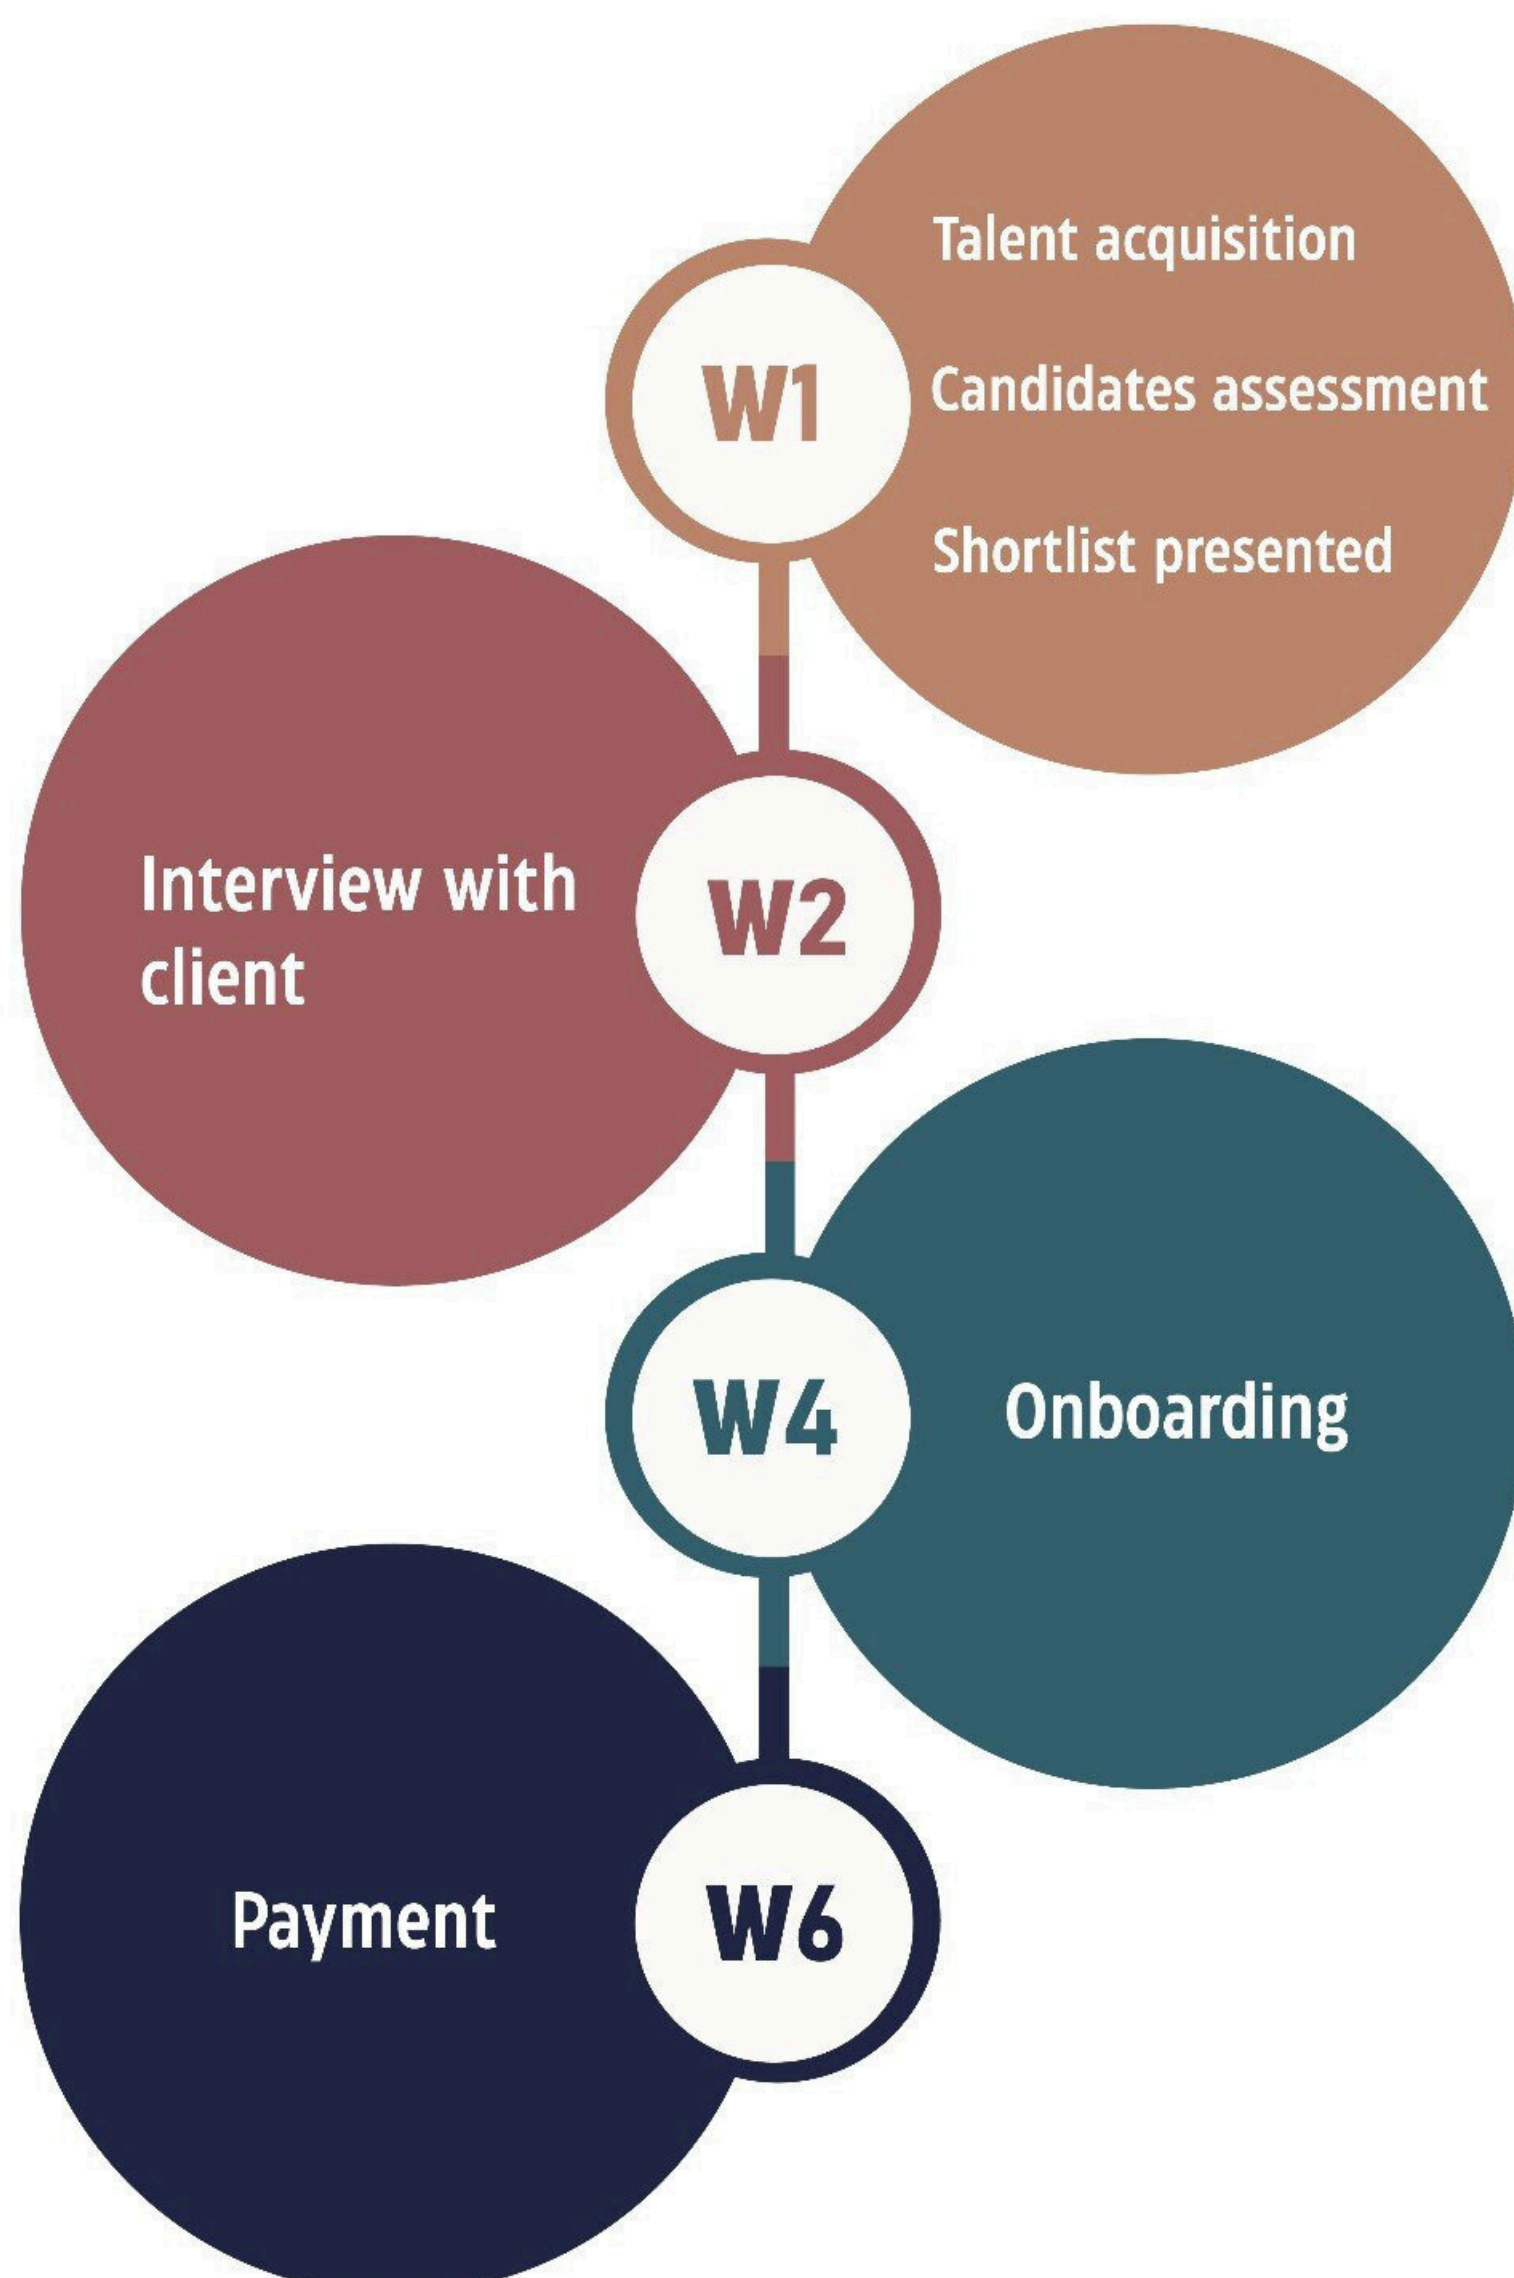 Talent acquisition
W1
Candidates assessment
Shortlist presented
Interview with
client
W2
W4
Onboarding
Payment
W6